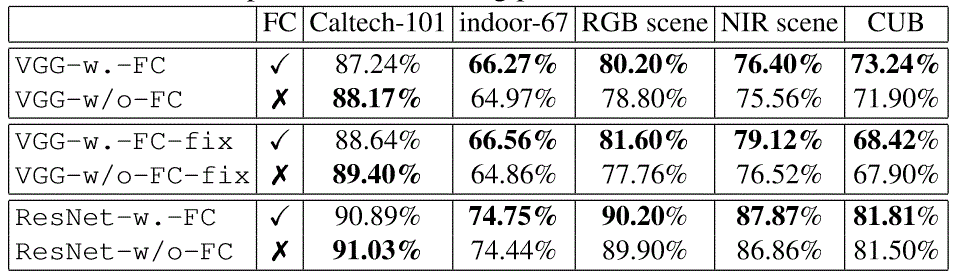 FC Caltech-101 indoor-67 RGB scene NIR scene CUB
VGG-w.-FC ✓ 87.24% 66.27% 80.20% 76.40% 73.24%
VGG-w/o-FC ✗ 88.17% 64.97% 78.80% 75.56% 71.90%
VGG-w.-FC-fix ✓ 88.64% 66.56% 81.60% 79.12% 68.42%
VGG-w/o-FC-fix ✗ 89.40% 64.86% 77.76% 76.52% 67.90%
ResNet-w.-FC ✓ 90.89% 74.75% 90.20% 87.87% 81.81%
ResNet-w/o-FC ✗ 91.03% 74.44% 89.90% 86.86% 81.50%